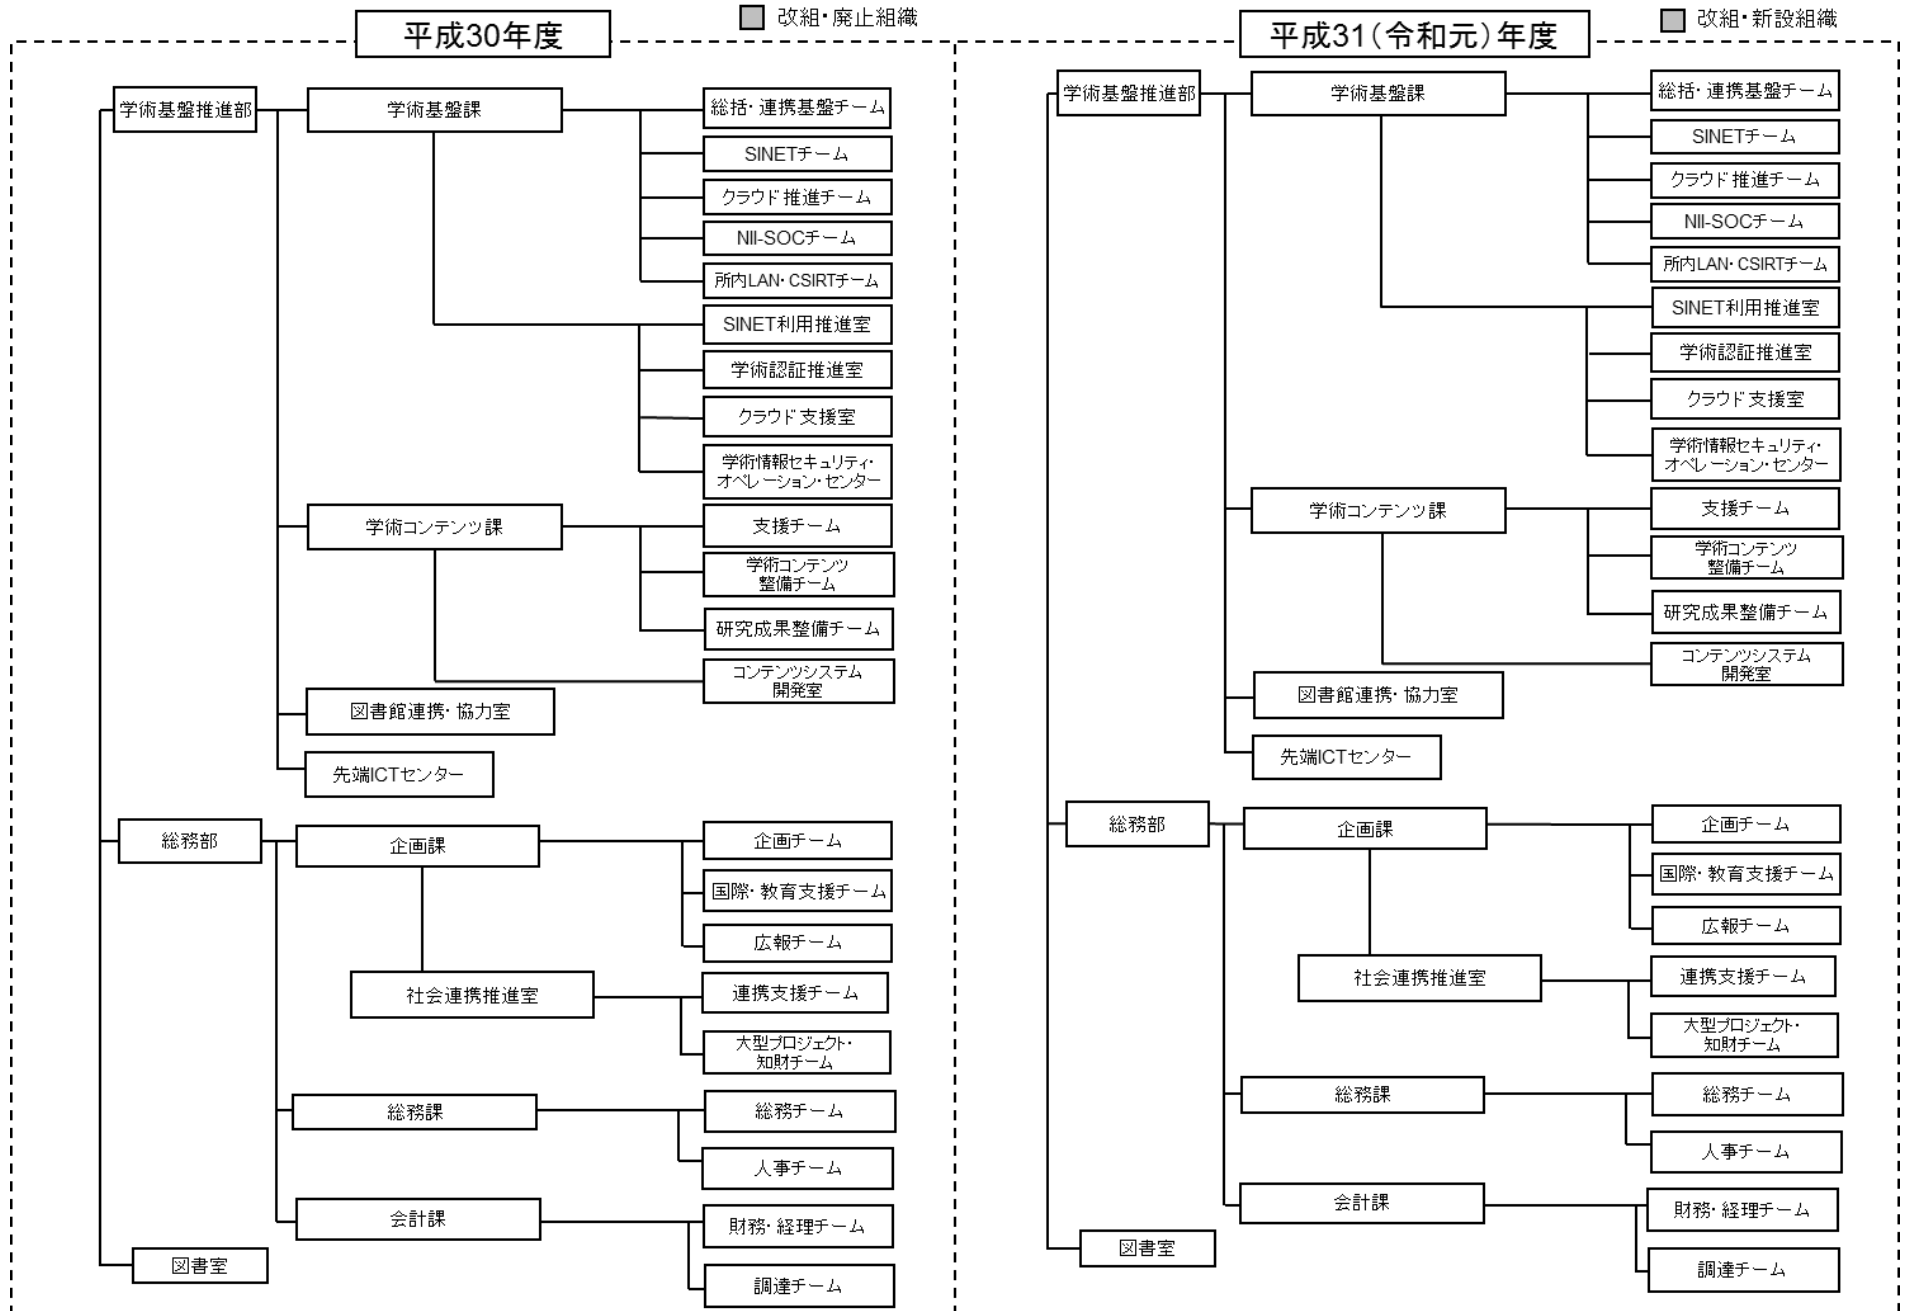 平成30年度
改組・廃止組織
学術基盤推進部
学術基盤課
総括・連携基盤チーム
SINETチーム
クラウド推進チーム
NII-SOCチーム
所内LAN・CSIRTチーム
SINET利用推進室
学術認証推進室
クラウド支援室
学術情報セキュリティ・
オペレーション・センター
学術コンテンツ課
支援チーム
学術コンテンツ
整備チーム
研究成果整備チーム
コンテンツシステム
開発室
図書館連携・協力室
先端ICTセンター
総務部
企画課
企画チーム
国際・教育支援チーム
広報チーム
社会連携推進室
連携支援チーム
大型プロジェクト・
知財チーム
総務課
総務チーム
人事チーム
会計課
財務・経理チーム
調達チーム
図書室
平成31(令和元)年度
改組・新設組織
学術基盤推進部
学術基盤課
総括・連携基盤チーム
SINETチーム
クラウド推進チーム
NII-SOCチーム
所内LAN・CSIRTチーム
SINET利用推進室
学術認証推進室
クラウド支援室
学術情報セキュリティ・
オペレーション・センター
学術コンテンツ課
支援チーム
学術コンテンツ
整備チーム
研究成果整備チーム
コンテンツシステム
開発室
図書館連携・協力室
先端ICTセンター
総務部
企画課
企画チーム
国際・教育支援チーム
広報チーム
社会連携推進室
連携支援チーム
大型プロジェクト・
知財チーム
総務課
総務チーム
人事チーム
会計課
財務・経理チーム
調達チーム
図書室